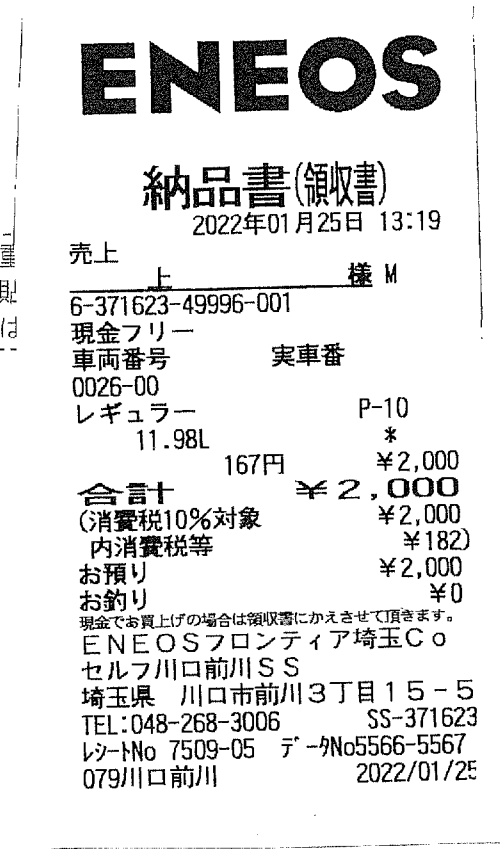 ENEOS
納品書(領収書)
2022年01月25日 13:19
売上
上 様 M
6-371623-49996-001
現金フリー
車両番号 実車番
0026-00
レギュラー P-10
11.98L *
167円 ¥2,000
合計 ¥2,000
(消費税10%対象 ¥2,000
内消費税等 ¥182)
お預り ¥2,000
お釣り ¥0
現金でお買上げの場合は領収書にかえさせて頂きます。
ENEOSフロンティア埼玉Co
セルフ川口前川SS
埼玉県 川口市前川3丁目15-5
TEL:048-268-3006 SS-371623
レシートNo 7509-05 データNo5566-5567
079川口前川 2022/01/25